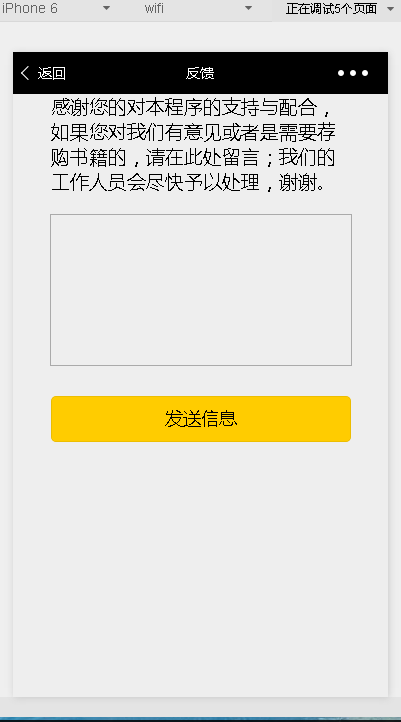 iPhone 6 wifi 正在调试5个页面
返回 反馈
感谢您的对本程序的支持与配合，
如果您对我们有意见或者是需要荐
购书籍的，请在此处留言；我们的
工作人员会尽快予以处理，谢谢。
发送信息